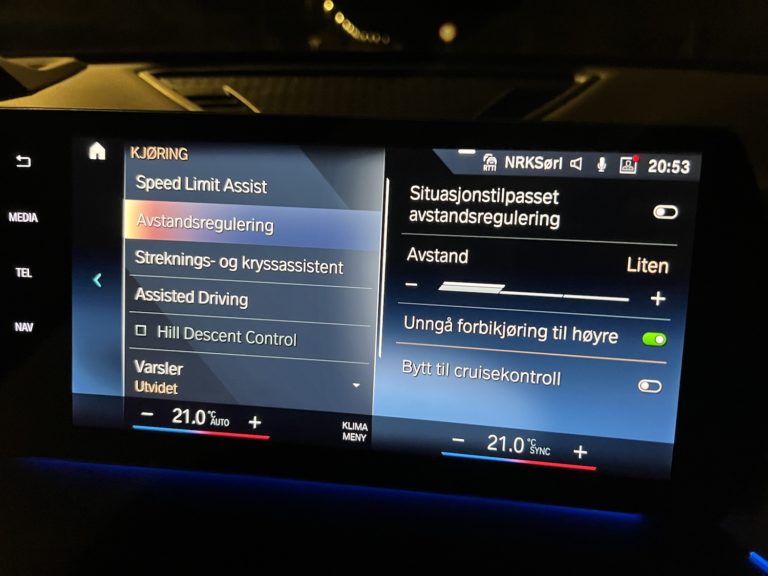 KJØRING
RTTI NRKSørl 20:53
MEDIA
TEL
NAV
Speed Limit Assist
Avstandsregulering
Streknings- og kryssassistent
Assisted Driving
Hill Descent Control
Varsler
Utvidet
Situasjonstilpasset
avstandsregulering
Avstand
Liten
− +
Unngå forbikjøring til høyre
Bytt til cruisekontroll
− 21.0 °C AUTO +
KLIMA
MENY
− 21.0 °C SYNC +